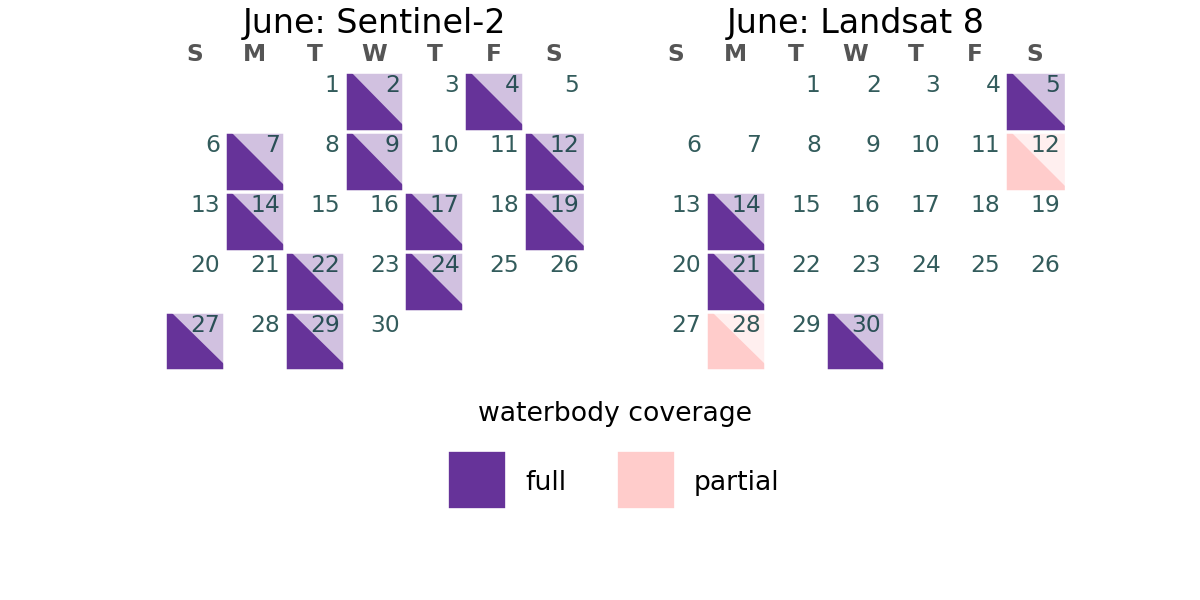 June: Sentinel-2
S M T W T F S
1 2 3 4 5
6 7 8 9 10 11 12
13 14 15 16 17 18 19
20 21 22 23 24 25 26
27 28 29 30
June: Landsat 8
S M T W T F S
1 2 3 4 5
6 7 8 9 10 11 12
13 14 15 16 17 18 19
20 21 22 23 24 25 26
27 28 29 30
waterbody coverage
full partial